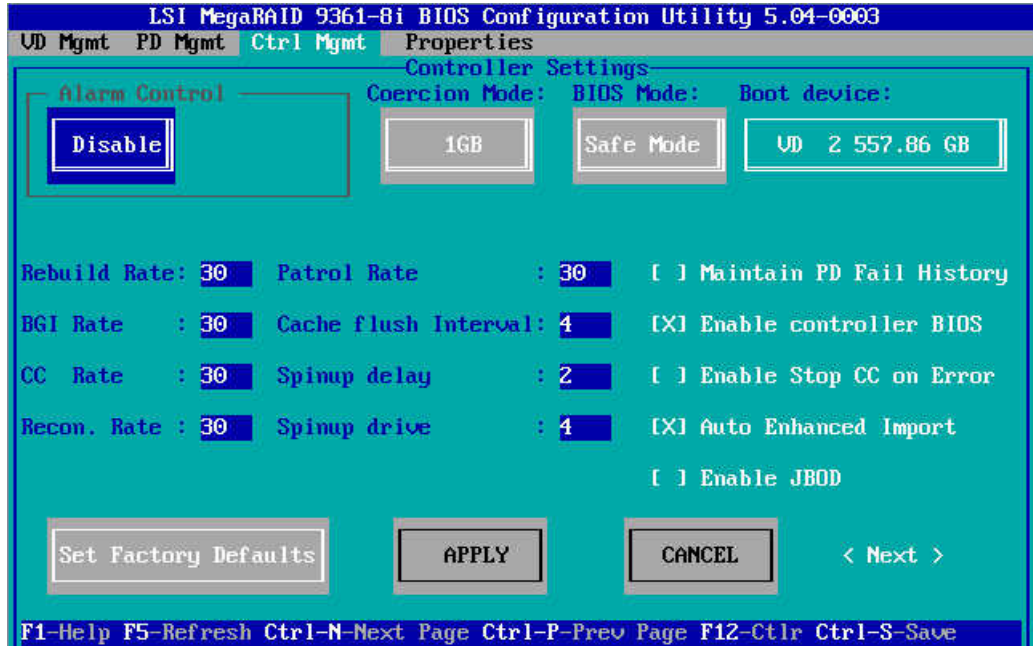 LSI MegaRAID 9361-8i BIOS Configuration Utility 5.04-0003
VD Mgmt PD Mgmt Ctrl Mgmt Properties
Controller Settings
Alarm Control Coercion Mode: BIOS Mode: Boot device:
Disable 1GB Safe Mode VD 2 557.86 GB
Rebuild Rate: 30 Patrol Rate : 30 [ ] Maintain PD Fail History
BGI Rate : 30 Cache flush Interval: 4 [X] Enable controller BIOS
CC Rate : 30 Spinup delay : 2 [ ] Enable Stop CC on Error
Recon. Rate : 30 Spinup drive : 4 [X] Auto Enhanced Import
[ ] Enable JBOD
Set Factory Defaults APPLY CANCEL < Next >
F1-Help F5-Refresh Ctrl-N-Next Page Ctrl-P-Prev Page F12-Ctlr Ctrl-S-Save